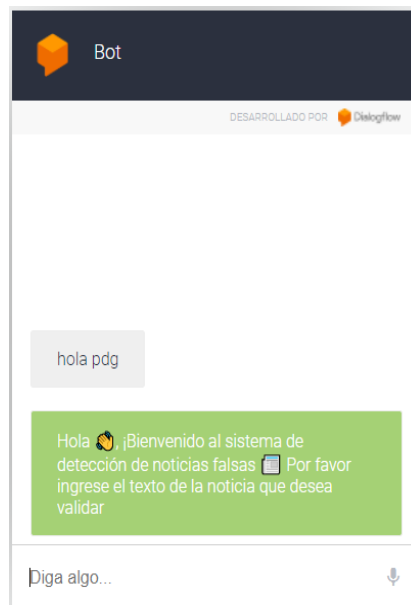 Bot
DESARROLLADO POR Dialogflow
hola pdg
Hola 👋, ¡Bienvenido al sistema de
detección de noticias falsas 📰 Por favor
ingrese el texto de la noticia que desea
validar
Diga algo...